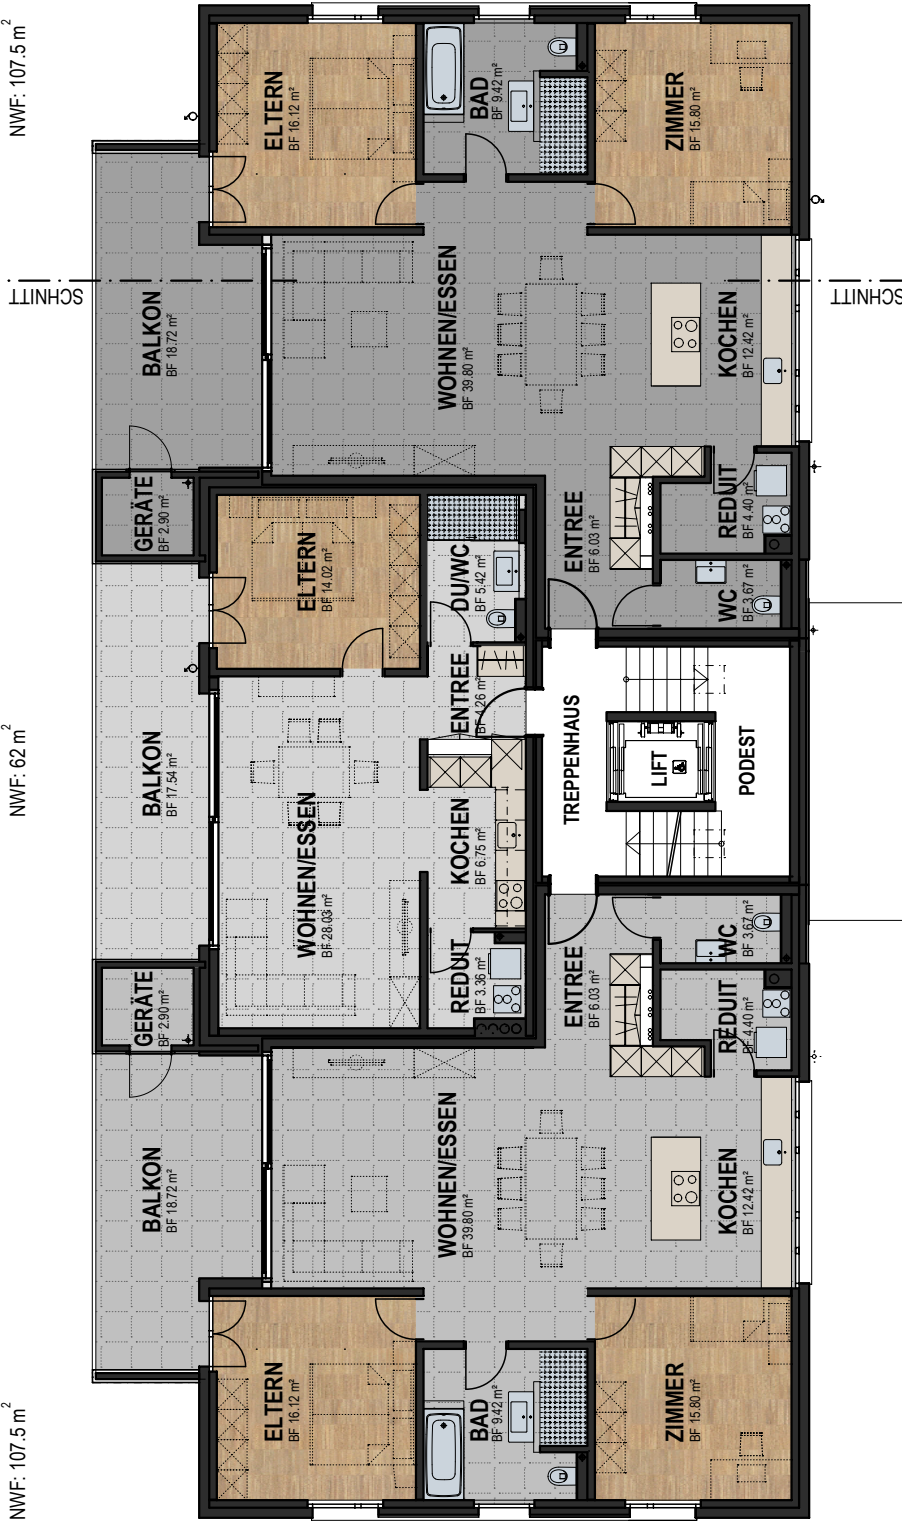 NWF: 107.5 m²
NWF: 62 m²
NWF: 107.5 m²
SCHNITT
SCHNITT
BALKON
BF 18.72 m²
GERÄTE
BF 2.90 m²
BALKON
BF 17.54 m²
GERÄTE
BF 2.90 m²
BALKON
BF 18.72 m²
ELTERN
BF 16.12 m²
BAD
BF 9.42 m²
ZIMMER
BF 15.80 m²
WOHNEN/ESSEN
BF 39.80 m²
KOCHEN
BF 12.42 m²
ENTREE
BF 6.03 m²
REDUIT
BF 4.40 m²
WC
BF 3.67 m²
ELTERN
BF 14.02 m²
DU/WC
BF 5.42 m²
ENTREE
BF 4.26 m²
WOHNEN/ESSEN
BF 28.03 m²
KOCHEN
BF 6.75 m²
REDUIT
BF 3.36 m²
TREPPENHAUS
LIFT
PODEST
WC
BF 3.67 m²
ENTREE
BF 6.03 m²
REDUIT
BF 4.40 m²
WOHNEN/ESSEN
BF 39.80 m²
KOCHEN
BF 12.42 m²
ELTERN
BF 16.12 m²
BAD
BF 9.42 m²
ZIMMER
BF 15.80 m²